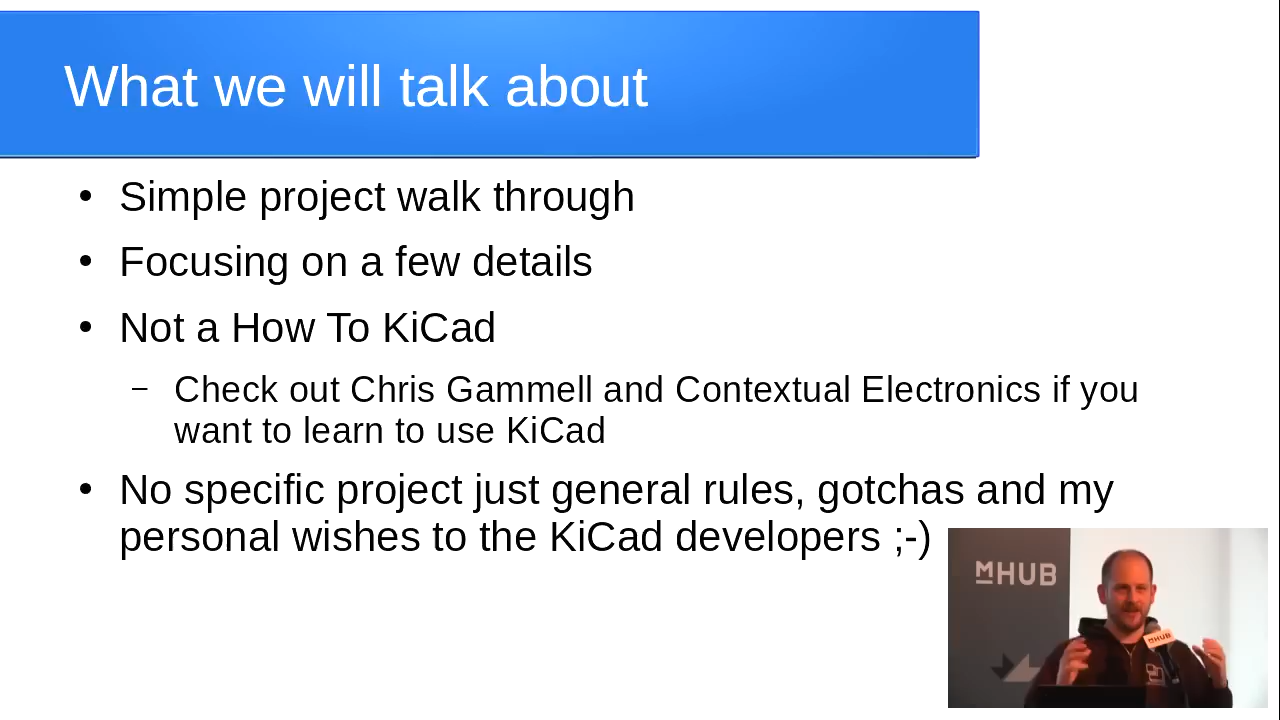 What we will talk about
• Simple project walk through
• Focusing on a few details
• Not a How To KiCad
– Check out Chris Gammell and Contextual Electronics if you
want to learn to use KiCad
• No specific project just general rules, gotchas and my
personal wishes to the KiCad developers ;-)
MHUB
MHUB